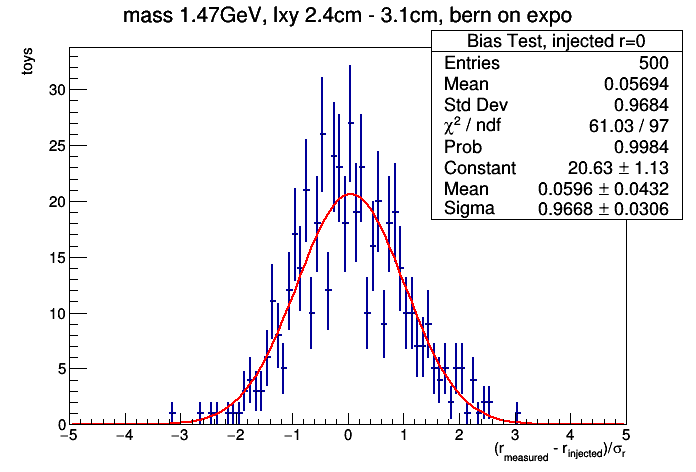 mass 1.47GeV, lxy 2.4cm - 3.1cm, bern on expo
Bias Test, injected r=0
Entries 500
Mean 0.05694
Std Dev 0.9684
χ² / ndf 61.03 / 97
Prob 0.9984
Constant 20.63 ± 1.13
Mean 0.0596 ± 0.0432
Sigma 0.9668 ± 0.0306
toys
30
25
20
15
10
5
0
−5 −4 −3 −2 −1 0 1 2 3 4 5
(r_measured - r_injected)/σ_r